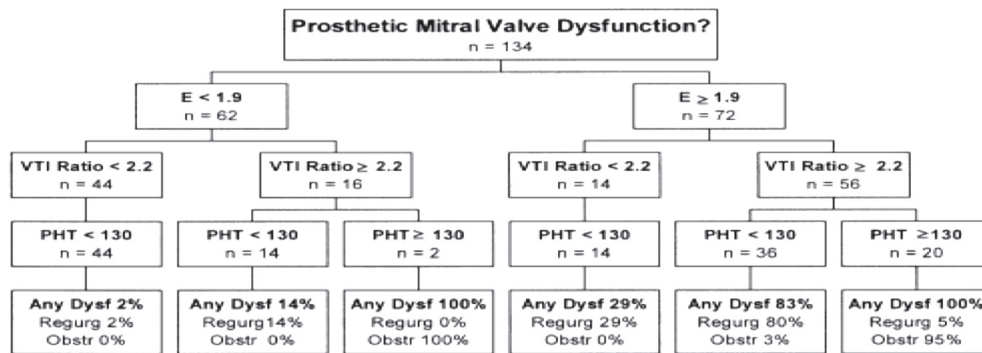 Prosthetic Mitral Valve Dysfunction?
n = 134
E < 1.9
n = 62
E ≥ 1.9
n = 72
VTI Ratio < 2.2
n = 44
VTI Ratio ≥ 2.2
n = 16
VTI Ratio < 2.2
n = 14
VTI Ratio ≥ 2.2
n = 56
PHT < 130
n = 44
PHT < 130
n = 14
PHT ≥ 130
n = 2
PHT < 130
n = 14
PHT < 130
n = 36
PHT ≥130
n = 20
Any Dysf 2%
Regurg 2%
Obstr 0%
Any Dysf 14%
Regurg14%
Obstr 0%
Any Dysf 100%
Regurg 0%
Obstr 100%
Any Dysf 29%
Regurg 29%
Obstr 0%
Any Dysf 83%
Regurg 80%
Obstr 3%
Any Dysf 100%
Regurg 5%
Obstr 95%